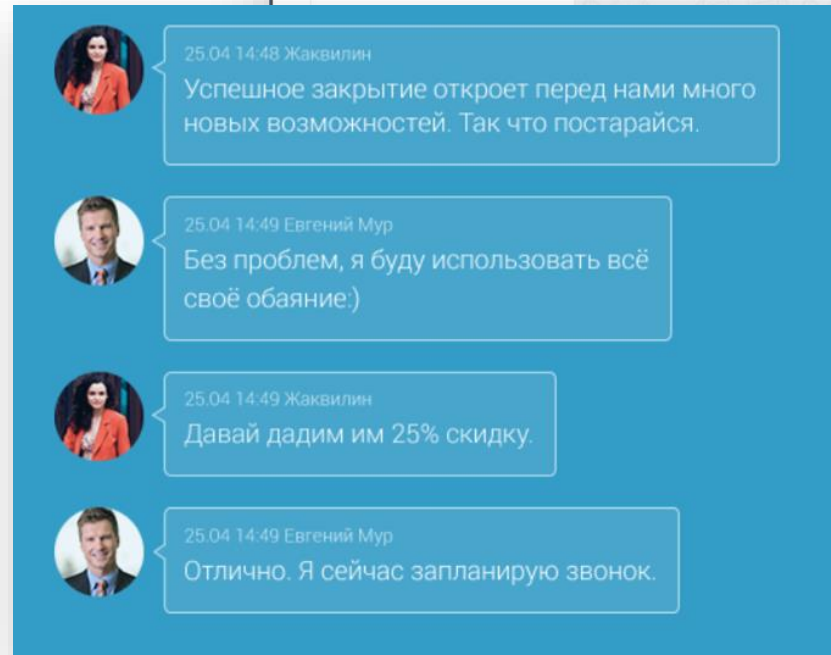 25.04 14:48 Жаквилин
Успешное закрытие откроет перед нами много
новых возможностей. Так что постарайся.
25.04 14:49 Евгений Мур
Без проблем, я буду использовать всё
своё обаяние:)
25.04 14:49 Жаквилин
Давай дадим им 25% скидку.
25.04 14:49 Евгений Мур
Отлично. Я сейчас запланирую звонок.